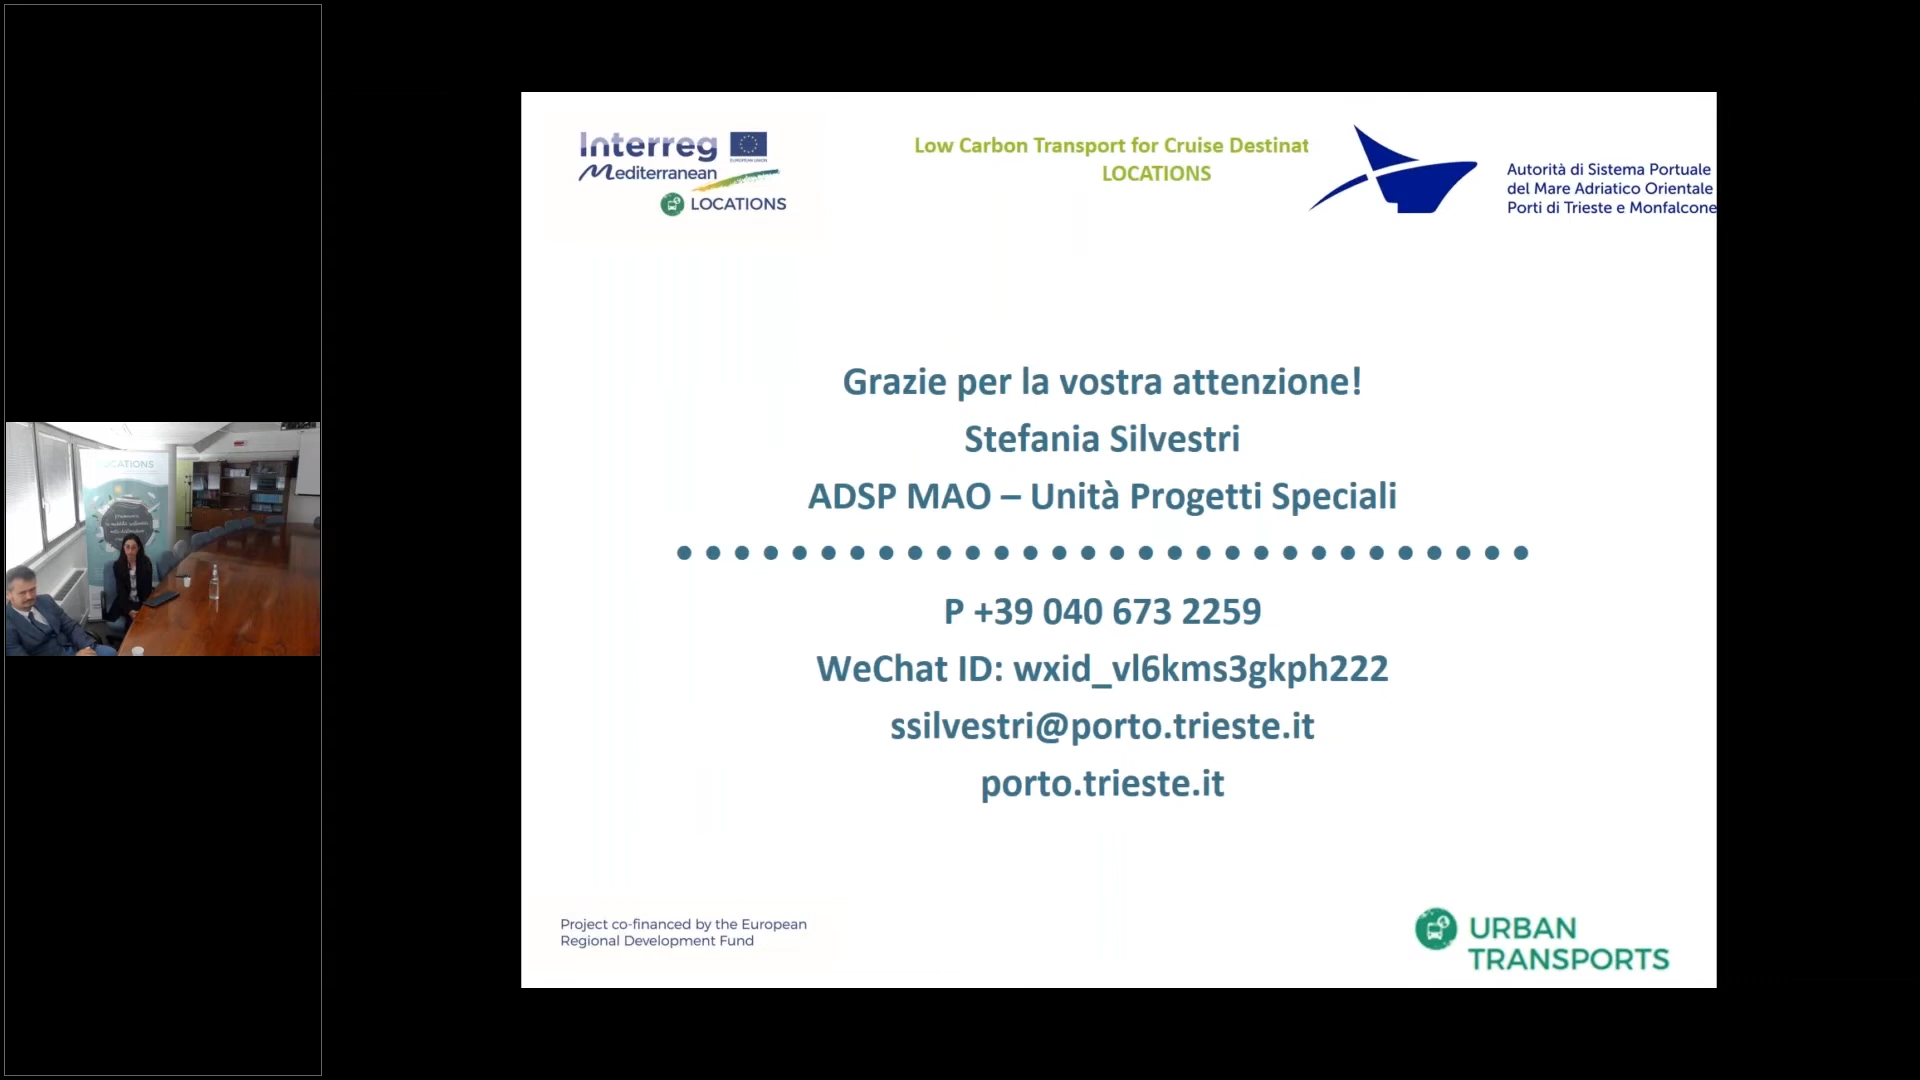 Interreg
EUROPEAN UNION
Mediterranean
LOCATIONS
Low Carbon Transport for Cruise Destinat
LOCATIONS
Autorità di Sistema Portuale
del Mare Adriatico Orientale
Porti di Trieste e Monfalcone
Grazie per la vostra attenzione!
Stefania Silvestri
ADSP MAO – Unità Progetti Speciali
P +39 040 673 2259
WeChat ID: wxid_vl6kms3gkph222
ssilvestri@porto.trieste.it
porto.trieste.it
Project co-financed by the European
Regional Development Fund
URBAN
TRANSPORTS
LOCATIONS